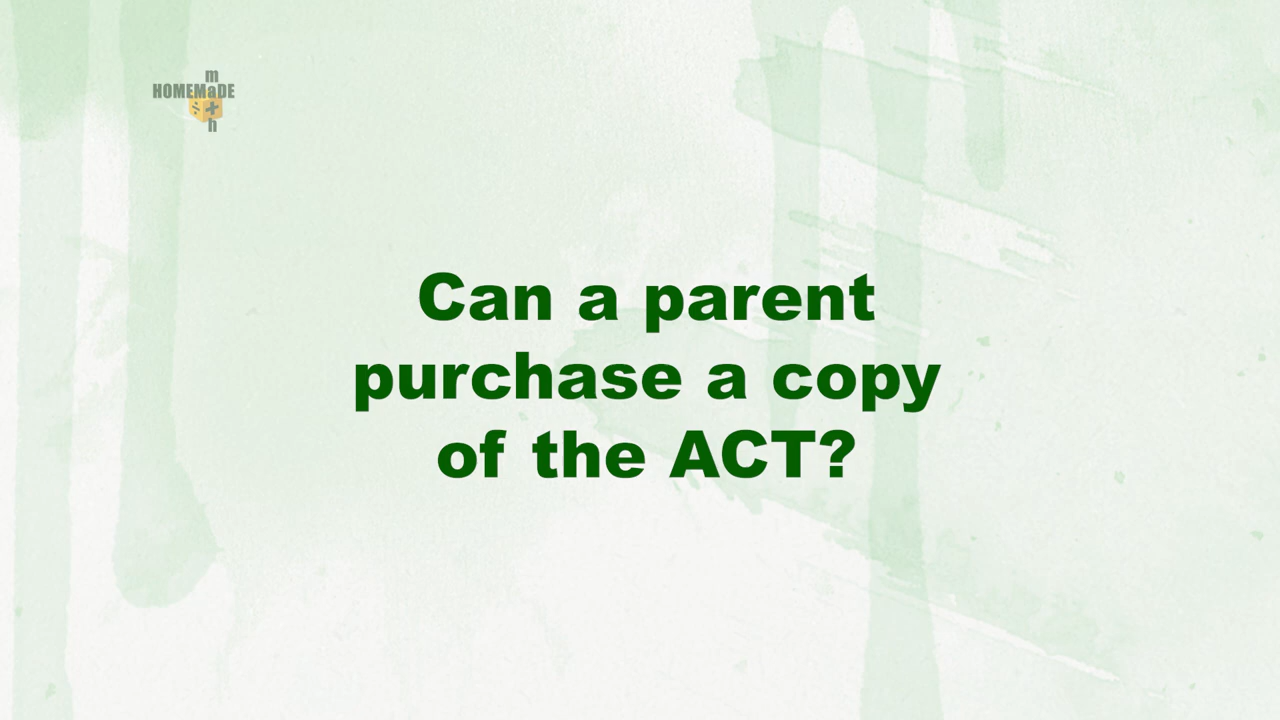 m
HOMEMaDE
h
Can a parent
purchase a copy
of the ACT?